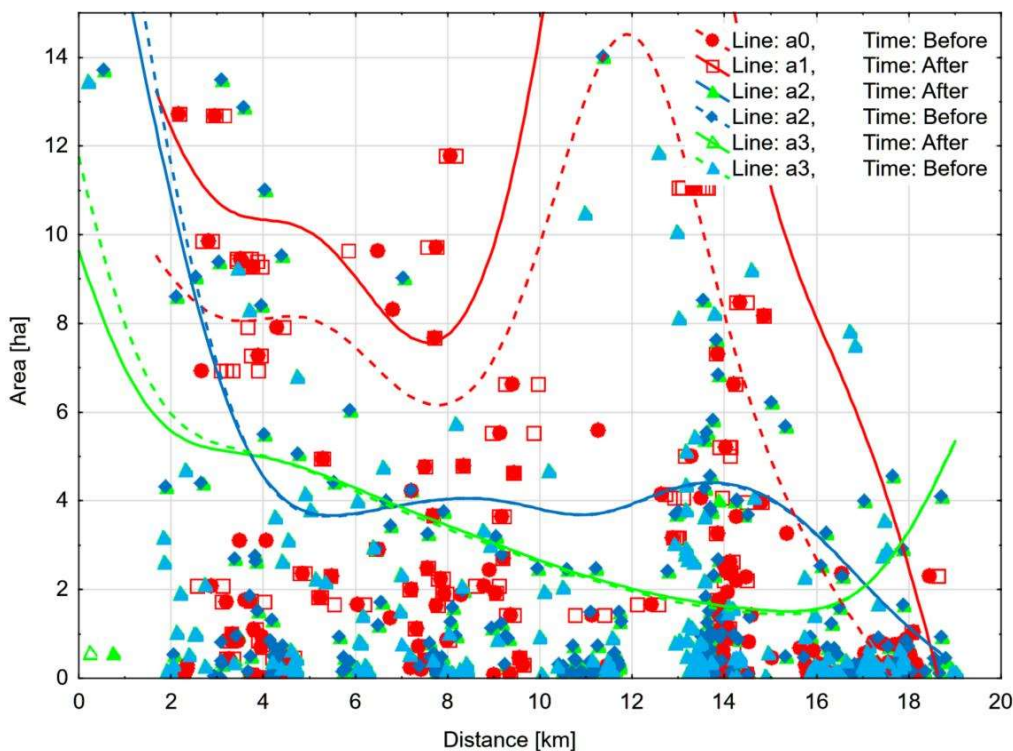 14
12
10
8
6
4
2
0
Area [ha]
Line: a0, Time: Before
Line: a1, Time: After
Line: a2, Time: After
Line: a2, Time: Before
Line: a3, Time: After
Line: a3, Time: Before
0 2 4 6 8 10 12 14 16 18 20
Distance [km]